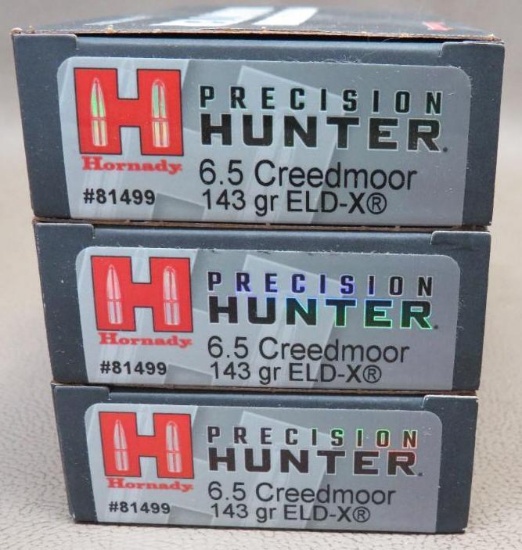 PRECISION
HUNTER®
H
Hornady
6.5 Creedmoor
#81499
143 gr ELD-X®
PRECISION
HUNTER®
H
Hornady
6.5 Creedmoor
#81499
143 gr ELD-X®
PRECISION
HUNTER®
H
Hornady
6.5 Creedmoor
#81499
143 gr ELD-X®